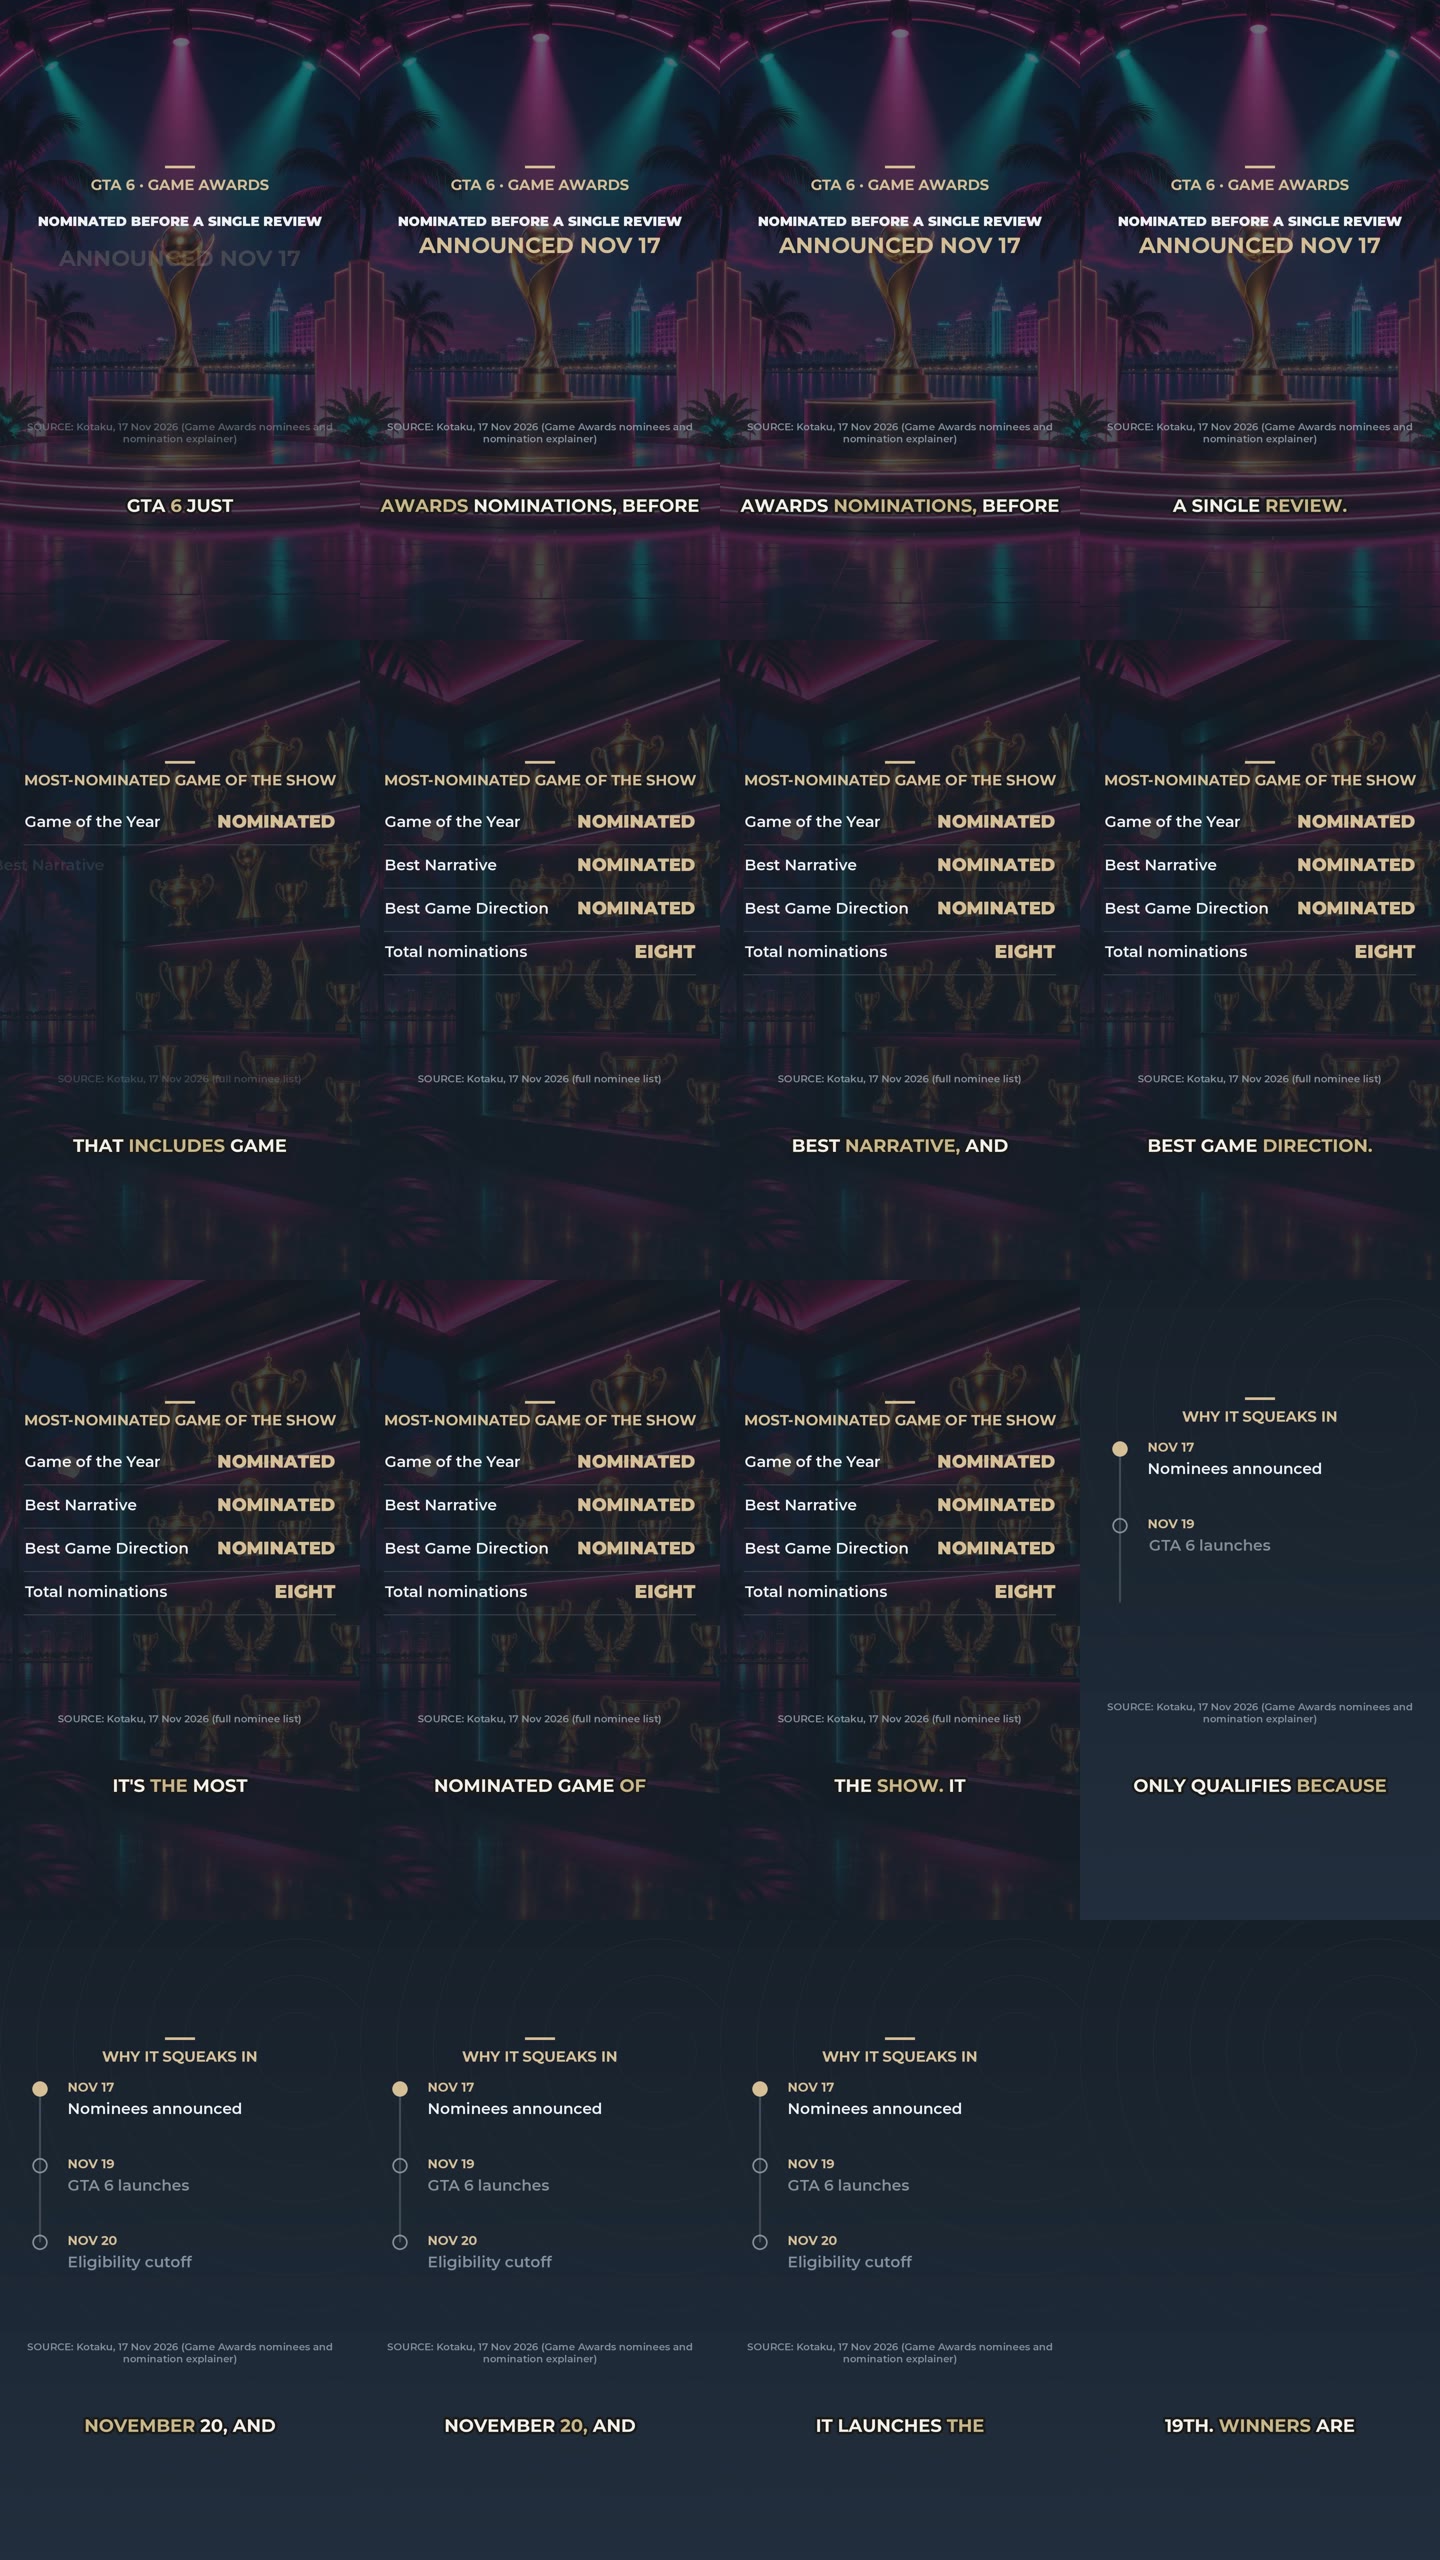 GTA 6 · GAME AWARDS
NOMINATED BEFORE A SINGLE REVIEW
ANNOUNCED NOV 17
SOURCE: Kotaku, 17 Nov 2026 (Game Awards nominees and
nomination explainer)
GTA 6 JUST
GTA 6 · GAME AWARDS
NOMINATED BEFORE A SINGLE REVIEW
ANNOUNCED NOV 17
SOURCE: Kotaku, 17 Nov 2026 (Game Awards nominees and
nomination explainer)
AWARDS NOMINATIONS, BEFORE
GTA 6 · GAME AWARDS
NOMINATED BEFORE A SINGLE REVIEW
ANNOUNCED NOV 17
SOURCE: Kotaku, 17 Nov 2026 (Game Awards nominees and
nomination explainer)
AWARDS NOMINATIONS, BEFORE
GTA 6 · GAME AWARDS
NOMINATED BEFORE A SINGLE REVIEW
ANNOUNCED NOV 17
SOURCE: Kotaku, 17 Nov 2026 (Game Awards nominees and
nomination explainer)
A SINGLE REVIEW.
MOST-NOMINATED GAME OF THE SHOW
Game of the Year NOMINATED
Best Narrative
SOURCE: Kotaku, 17 Nov 2026 (full nominee list)
THAT INCLUDES GAME
MOST-NOMINATED GAME OF THE SHOW
Game of the Year NOMINATED
Best Narrative NOMINATED
Best Game Direction NOMINATED
Total nominations EIGHT
SOURCE: Kotaku, 17 Nov 2026 (full nominee list)
MOST-NOMINATED GAME OF THE SHOW
Game of the Year NOMINATED
Best Narrative NOMINATED
Best Game Direction NOMINATED
Total nominations EIGHT
SOURCE: Kotaku, 17 Nov 2026 (full nominee list)
BEST NARRATIVE, AND
MOST-NOMINATED GAME OF THE SHOW
Game of the Year NOMINATED
Best Narrative NOMINATED
Best Game Direction NOMINATED
Total nominations EIGHT
SOURCE: Kotaku, 17 Nov 2026 (full nominee list)
BEST GAME DIRECTION.
MOST-NOMINATED GAME OF THE SHOW
Game of the Year NOMINATED
Best Narrative NOMINATED
Best Game Direction NOMINATED
Total nominations EIGHT
SOURCE: Kotaku, 17 Nov 2026 (full nominee list)
IT'S THE MOST
MOST-NOMINATED GAME OF THE SHOW
Game of the Year NOMINATED
Best Narrative NOMINATED
Best Game Direction NOMINATED
Total nominations EIGHT
SOURCE: Kotaku, 17 Nov 2026 (full nominee list)
NOMINATED GAME OF
MOST-NOMINATED GAME OF THE SHOW
Game of the Year NOMINATED
Best Narrative NOMINATED
Best Game Direction NOMINATED
Total nominations EIGHT
SOURCE: Kotaku, 17 Nov 2026 (full nominee list)
THE SHOW. IT
WHY IT SQUEAKS IN
NOV 17
Nominees announced
NOV 19
GTA 6 launches
SOURCE: Kotaku, 17 Nov 2026 (Game Awards nominees and
nomination explainer)
ONLY QUALIFIES BECAUSE
WHY IT SQUEAKS IN
NOV 17
Nominees announced
NOV 19
GTA 6 launches
NOV 20
Eligibility cutoff
SOURCE: Kotaku, 17 Nov 2026 (Game Awards nominees and
nomination explainer)
NOVEMBER 20, AND
WHY IT SQUEAKS IN
NOV 17
Nominees announced
NOV 19
GTA 6 launches
NOV 20
Eligibility cutoff
SOURCE: Kotaku, 17 Nov 2026 (Game Awards nominees and
nomination explainer)
NOVEMBER 20, AND
WHY IT SQUEAKS IN
NOV 17
Nominees announced
NOV 19
GTA 6 launches
NOV 20
Eligibility cutoff
SOURCE: Kotaku, 17 Nov 2026 (Game Awards nominees and
nomination explainer)
IT LAUNCHES THE
19TH. WINNERS ARE